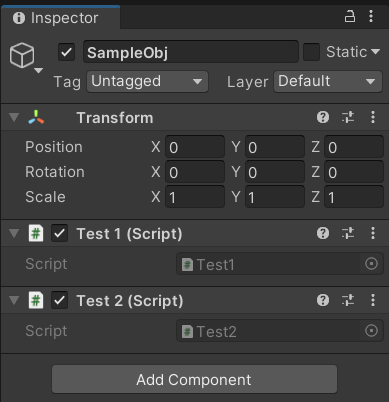 Inspector
SampleObj Static
Tag Untagged Layer Default
Transform
Position X 0 Y 0 Z 0
Rotation X 0 Y 0 Z 0
Scale X 1 Y 1 Z 1
# Test 1 (Script)
Script # Test1
# Test 2 (Script)
Script # Test2
Add Component